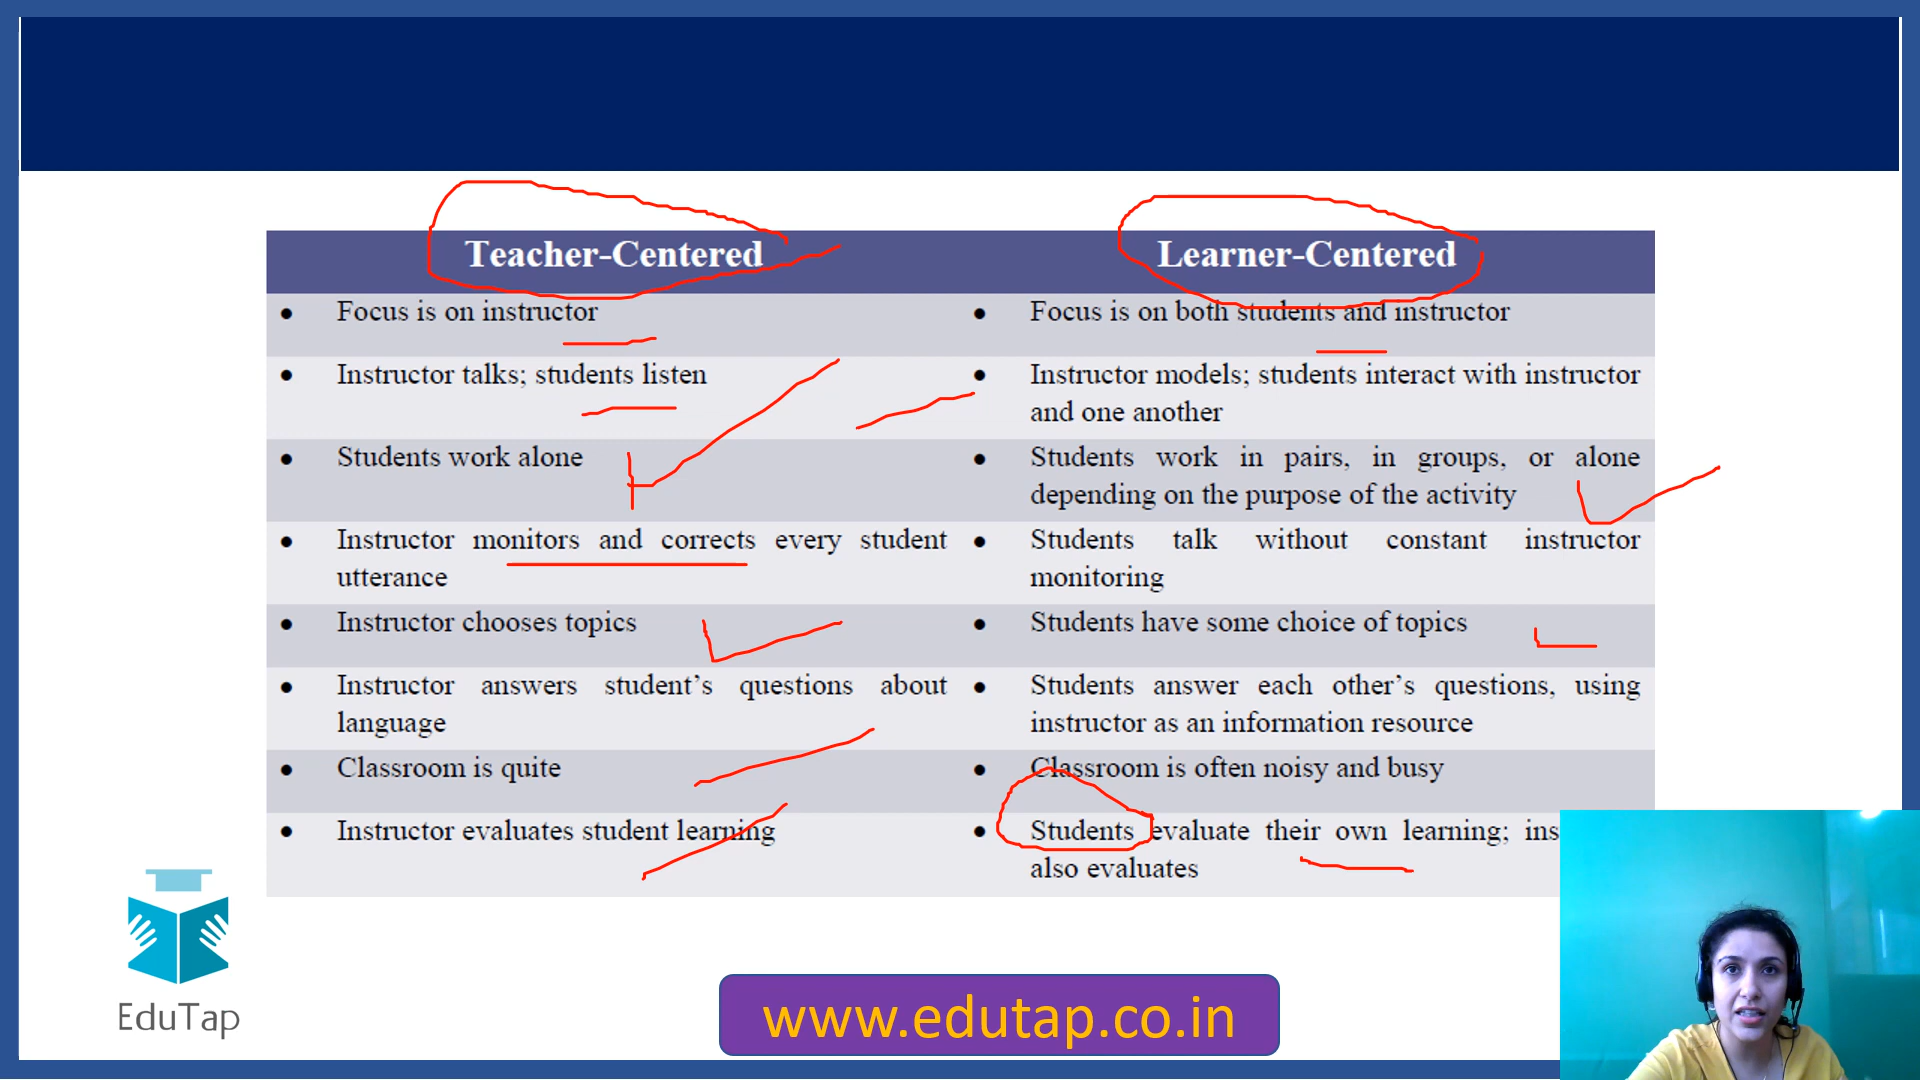 Teacher-Centered
Learner-Centered
● Focus is on instructor
● Focus is on both students and instructor
● Instructor talks; students listen
● Instructor models; students interact with instructor
and one another
● Students work alone
● Students work in pairs, in groups, or alone
depending on the purpose of the activity
● Instructor monitors and corrects every student
utterance
● Students talk without constant instructor
monitoring
● Instructor chooses topics
● Students have some choice of topics
● Instructor answers student's questions about
language
● Students answer each other's questions, using
instructor as an information resource
● Classroom is quite
● Classroom is often noisy and busy
● Instructor evaluates student learning
● Students evaluate their own learning;
also evaluates
EduTap
www.edutap.co.in